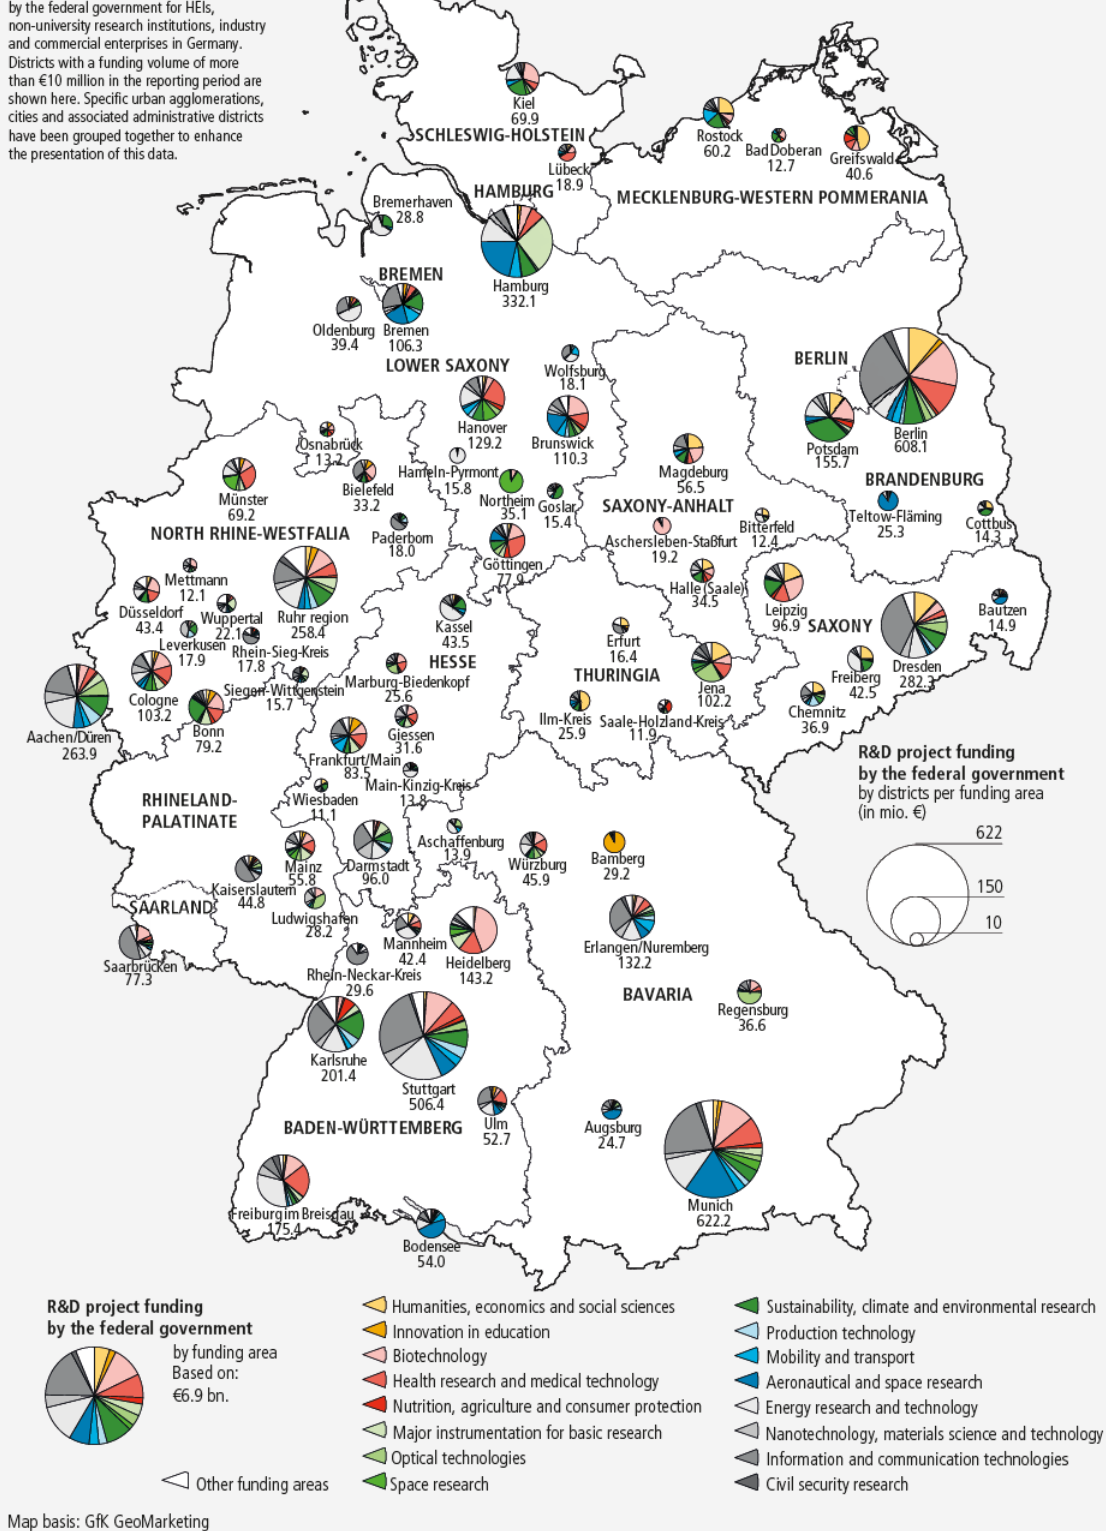 by the federal government for HEIs,
non-university research institutions, industry
and commercial enterprises in Germany.
Districts with a funding volume of more
than €10 million in the reporting period are
shown here. Specific urban agglomerations,
cities and associated administrative districts
have been grouped together to enhance
the presentation of this data.
Kiel
69.9
SCHLESWIG-HOLSTEIN
Lübeck
18.9
Rostock
60.2
Bad Doberan
12.7
Greifswald
40.6
MECKLENBURG-WESTERN POMMERANIA
HAMBURG
Bremerhaven
28.8
Hamburg
332.1
BREMEN
Oldenburg
39.4
Bremen
106.3
LOWER SAXONY
Wolfsburg
18.1
BERLIN
Berlin
608.1
Hanover
129.2
Brunswick
110.3
Potsdam
155.7
Osnabrück
13.2
Hameln-Pyrmont
15.8
Magdeburg
56.5
BRANDENBURG
Münster
69.2
Bielefeld
33.2
Northeim
35.1
Goslar
15.4
SAXONY-ANHALT
Teltow-Fläming
25.3
Cottbus
14.3
NORTH RHINE-WESTFALIA
Paderborn
18.0
Aschersleben-Staßfurt
19.2
Bitterfeld
12.4
Göttingen
77.9
Mettmann
12.1
Halle (Saale)
34.5
Leipzig
96.9
SAXONY
Bautzen
14.9
Düsseldorf
43.4
Wuppertal
22.1
Ruhr region
258.4
Kassel
43.5
Erfurt
16.4
Dresden
282.3
Leverkusen
17.9
Rhein-Sieg-Kreis
17.8
HESSE
THURINGIA
Freiberg
42.5
Cologne
103.2
Siegen-Wittgenstein
15.7
Marburg-Biedenkopf
25.6
Jena
102.2
Chemnitz
36.9
Aachen/Düren
263.9
Bonn
79.2
Giessen
31.6
Ilm-Kreis
25.9
Saale-Holzland-Kreis
11.9
Frankfurt/Main
83.5
Main-Kinzig-Kreis
13.8
R&D project funding
by the federal government
by districts per funding area
(in mio. €)
622
150
10
RHINELAND-
PALATINATE
Wiesbaden
11.1
Aschaffenburg
13.9
Würzburg
45.9
Bamberg
29.2
Mainz
55.8
Darmstadt
96.0
Kaiserslautern
44.8
SAARLAND
Ludwigshafen
28.2
Mannheim
42.4
Heidelberg
143.2
Erlangen/Nuremberg
132.2
Saarbrücken
77.3
Rhein-Neckar-Kreis
29.6
BAVARIA
Regensburg
36.6
Karlsruhe
201.4
Stuttgart
506.4
Ulm
52.7
BADEN-WÜRTTEMBERG
Augsburg
24.7
Munich
622.2
Freiburg im Breisgau
175.4
Bodensee
54.0
R&D project funding
by the federal government
by funding area
Based on:
€6.9 bn.
Other funding areas
Humanities, economics and social sciences
Innovation in education
Biotechnology
Health research and medical technology
Nutrition, agriculture and consumer protection
Major instrumentation for basic research
Optical technologies
Space research
Sustainability, climate and environmental research
Production technology
Mobility and transport
Aeronautical and space research
Energy research and technology
Nanotechnology, materials science and technology
Information and communication technologies
Civil security research
Map basis: GfK GeoMarketing